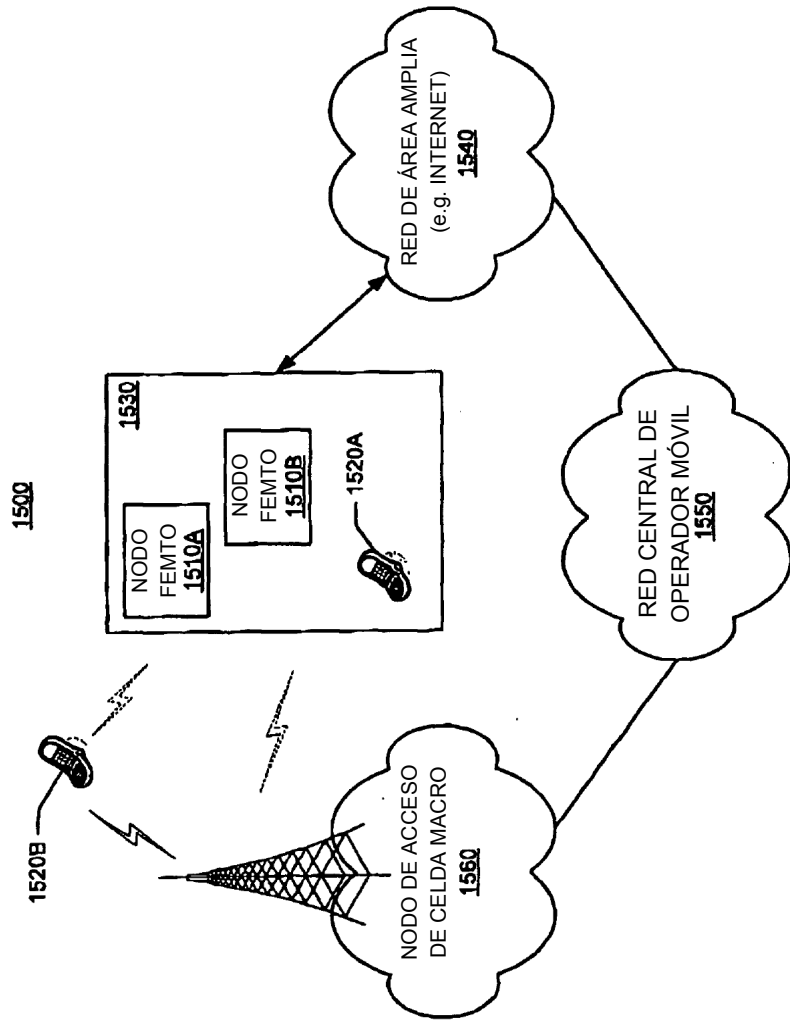 1500
1520B
NODO
FEMTO
1510A
1530
NODO
FEMTO
1510B
1520A
NODO DE ACCESO
DE CELDA MACRO
1560
RED DE ÁREA AMPLIA
(e.g. INTERNET)
1540
RED CENTRAL DE
OPERADOR MÓVIL
1550